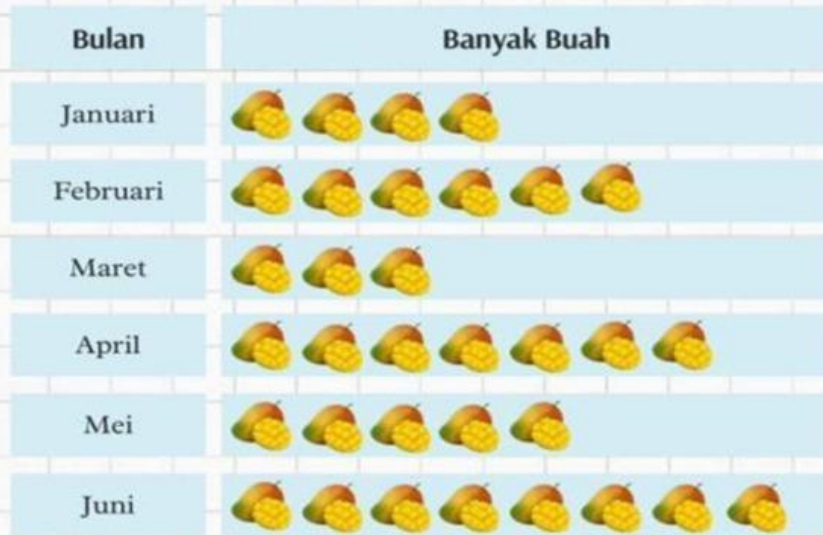 Bulan Banyak Buah
Januari
Februari
Maret
April
Mei
Juni